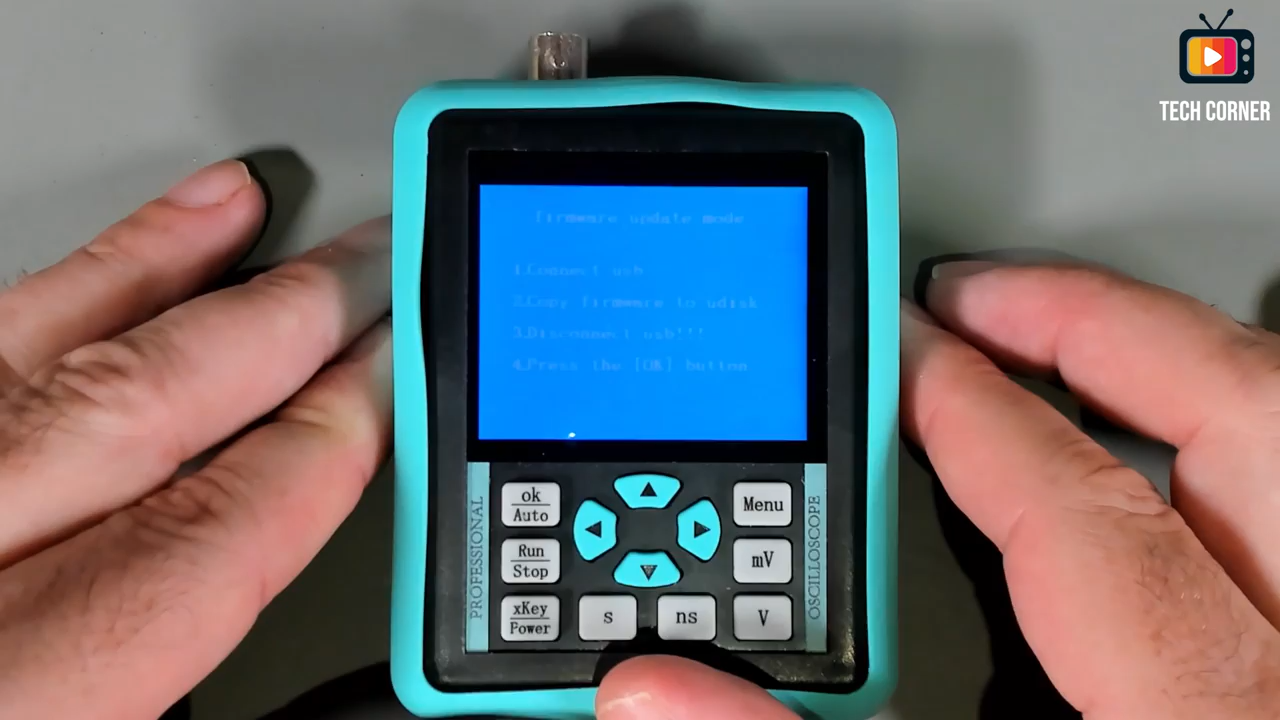 TECH CORNER
firmware update mode
1.Connect usb
2.Copy firmware to udisk
3.Disconnect usb!!!
4.Press the [OK] button
ok
Auto
Menu
Run
Stop
mV
xKey
Power
s
ns
V
PROFESSIONAL
OSCILLOSCOPE